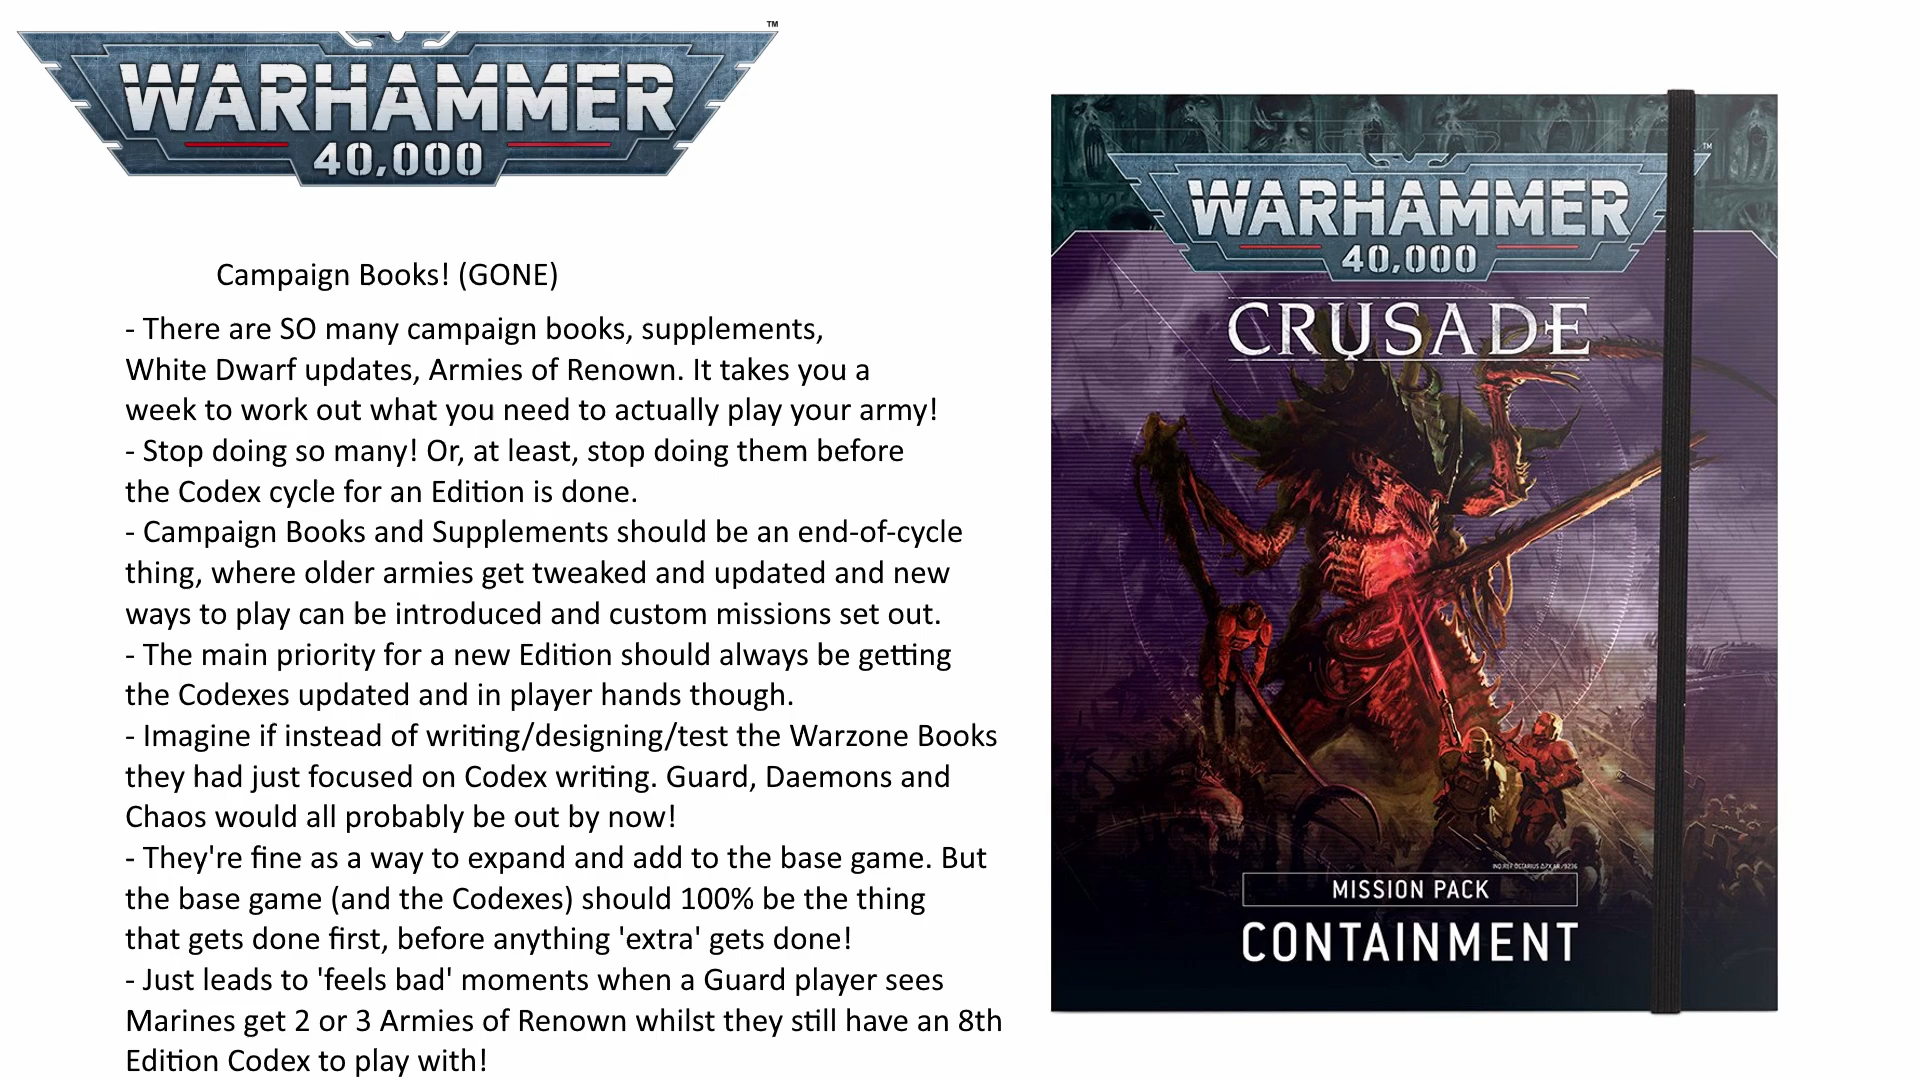 WARHAMMER
40,000
TM
Campaign Books! (GONE)
- There are SO many campaign books, supplements,
White Dwarf updates, Armies of Renown. It takes you a
week to work out what you need to actually play your army!
- Stop doing so many! Or, at least, stop doing them before
the Codex cycle for an Edition is done.
- Campaign Books and Supplements should be an end-of-cycle
thing, where older armies get tweaked and updated and new
ways to play can be introduced and custom missions set out.
- The main priority for a new Edition should always be getting
the Codexes updated and in player hands though.
- Imagine if instead of writing/designing/test the Warzone Books
they had just focused on Codex writing. Guard, Daemons and
Chaos would all probably be out by now!
- They're fine as a way to expand and add to the base game. But
the base game (and the Codexes) should 100% be the thing
that gets done first, before anything 'extra' gets done!
- Just leads to 'feels bad' moments when a Guard player sees
Marines get 2 or 3 Armies of Renown whilst they still have an 8th
Edition Codex to play with!
WARHAMMER
40,000
TM
CRUSADE
MISSION PACK
CONTAINMENT